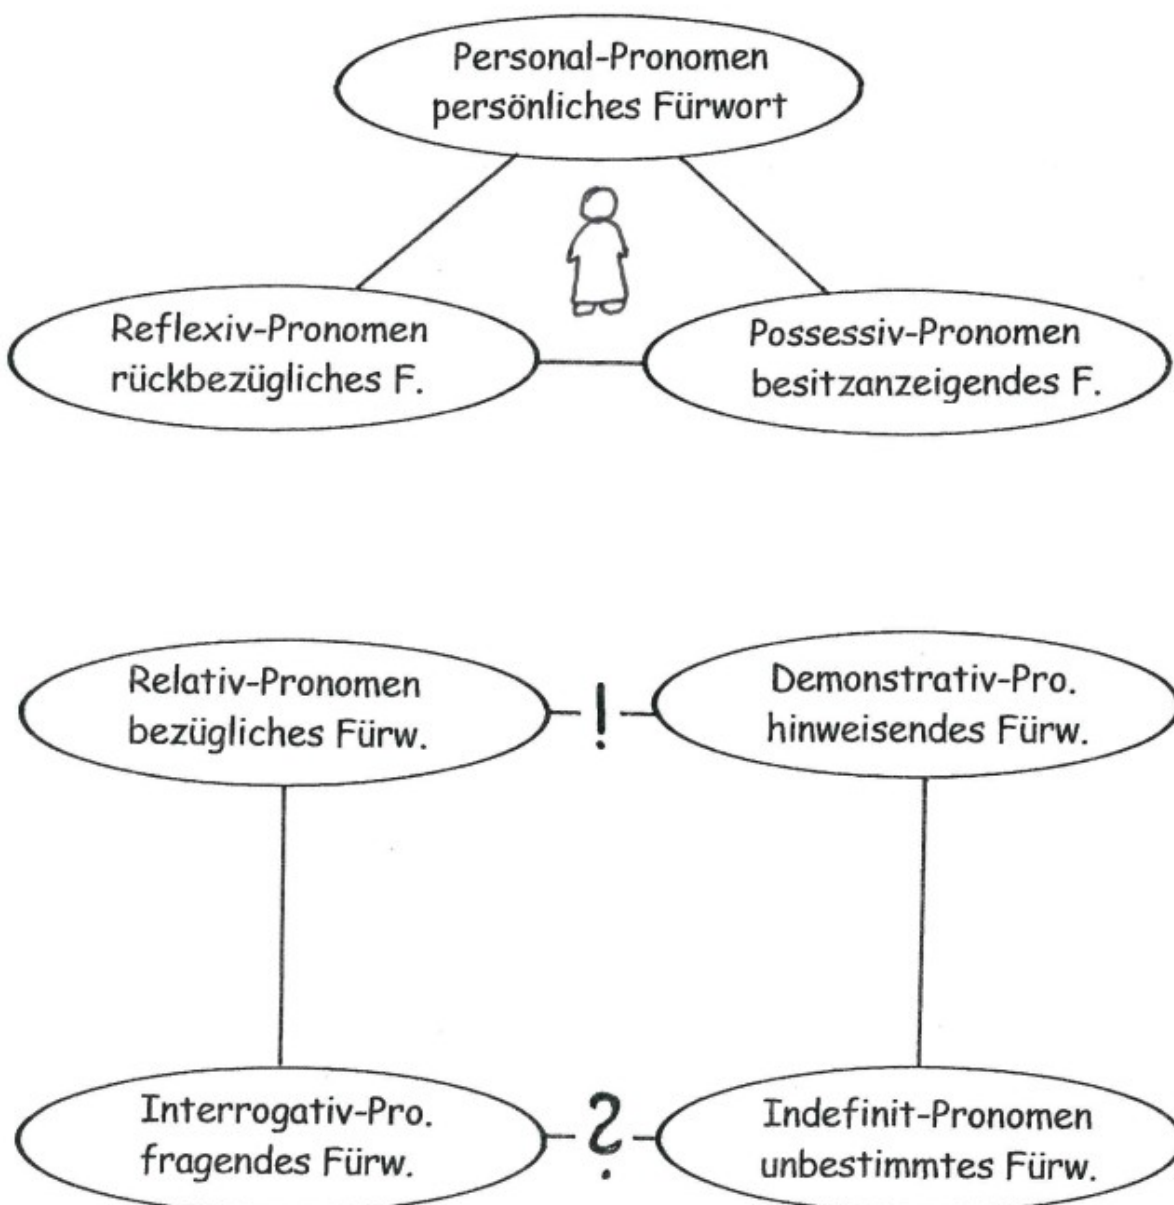 Personal-Pronomen
persönliches Fürwort
Reflexiv-Pronomen
rückbezügliches F.
Possessiv-Pronomen
besitzanzeigendes F.
Relativ-Pronomen
bezügliches Fürw.
!
Demonstrativ-Pro.
hinweisendes Fürw.
Interrogativ-Pro.
fragendes Fürw.
?
Indefinit-Pronomen
unbestimmtes Fürw.